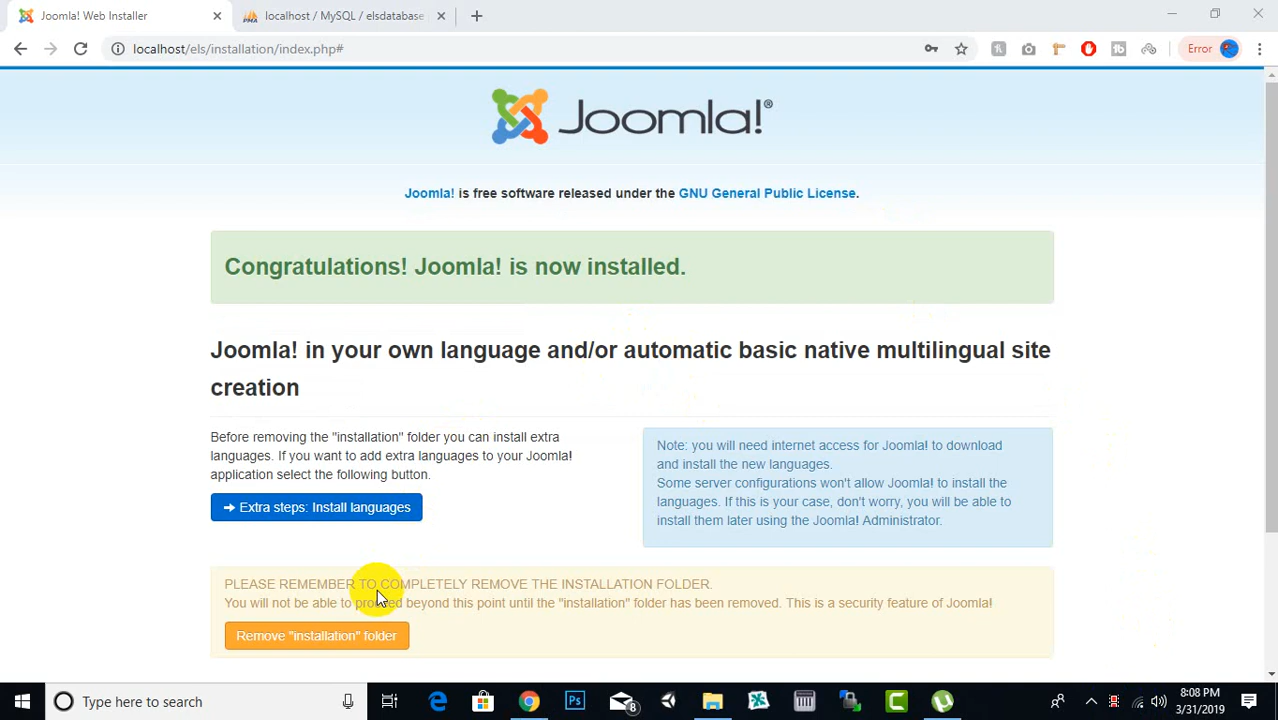 Joomla! Web Installer
localhost / MySQL / elsdatabase
localhost/els/installation/index.php#
Error
Joomla!®
Joomla! is free software released under the GNU General Public License.
Congratulations! Joomla! is now installed.
Joomla! in your own language and/or automatic basic native multilingual site
creation
Before removing the "installation" folder you can install extra
languages. If you want to add extra languages to your Joomla!
application select the following button.
Extra steps: Install languages
Note: you will need internet access for Joomla! to download
and install the new languages.
Some server configurations won't allow Joomla! to install the
languages. If this is your case, don't worry, you will be able to
install them later using the Joomla! Administrator.
PLEASE REMEMBER TO COMPLETELY REMOVE THE INSTALLATION FOLDER.
You will not be able to proceed beyond this point until the "installation" folder has been removed. This is a security feature of Joomla!
Remove "installation" folder
Type here to search
Ps
8
8:08 PM
3/31/2019